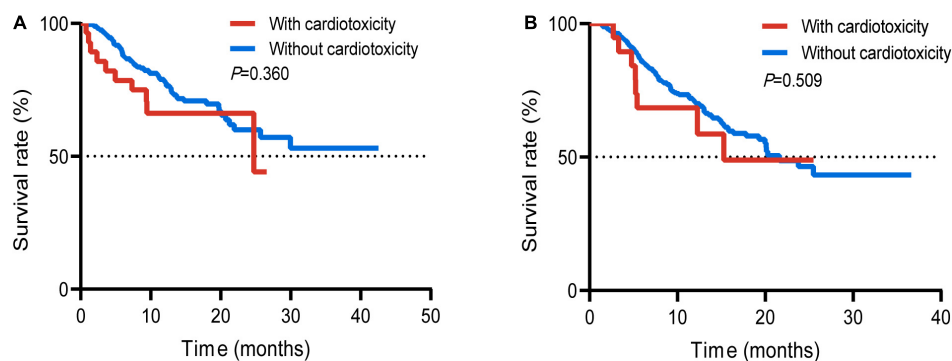 A
With cardiotoxicity
Without cardiotoxicity
P=0.360
Survival rate (%)
100
50
0
0 10 20 30 40 50
Time (months)
B
With cardiotoxicity
Without cardiotoxicity
P=0.509
Survival rate (%)
100
50
0
0 10 20 30 40
Time (months)